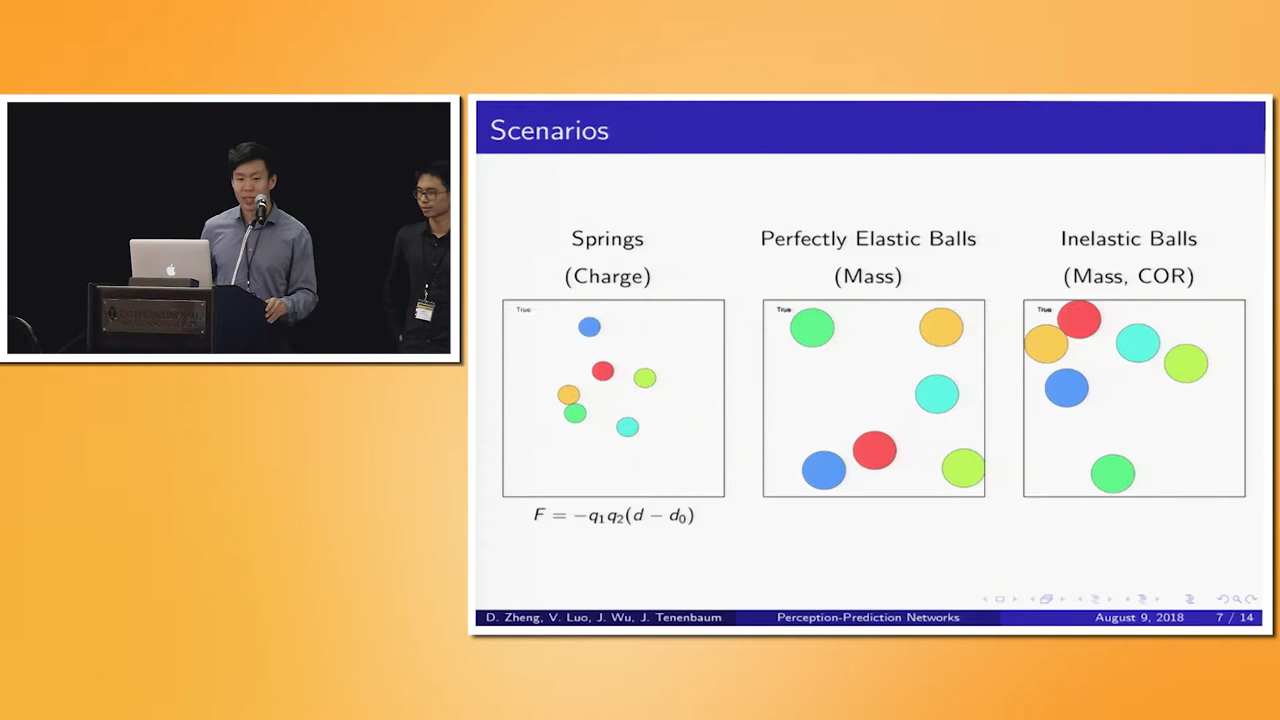 Scenarios
Springs
(Charge)
Perfectly Elastic Balls
(Mass)
Inelastic Balls
(Mass, COR)
True
True
True
F = −q₁q₂(d − d₀)
D. Zheng, V. Luo, J. Wu, J. Tenenbaum
Perception-Prediction Networks
August 9, 2018
7 / 14